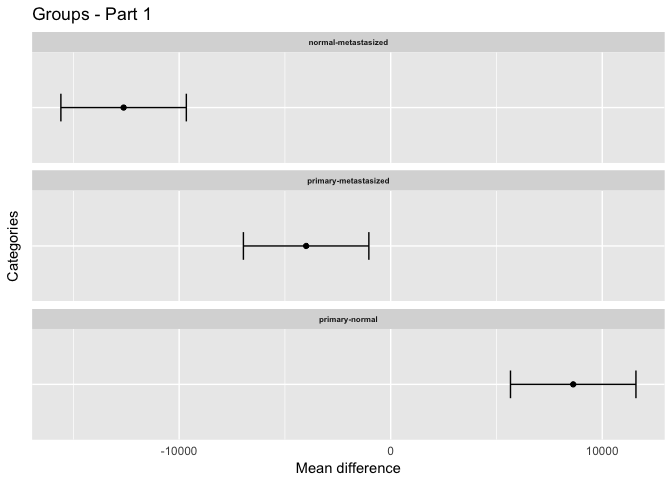 Groups - Part 1
normal-metastasized
primary-metastasized
primary-normal
Categories
-10000 0 10000
Mean difference